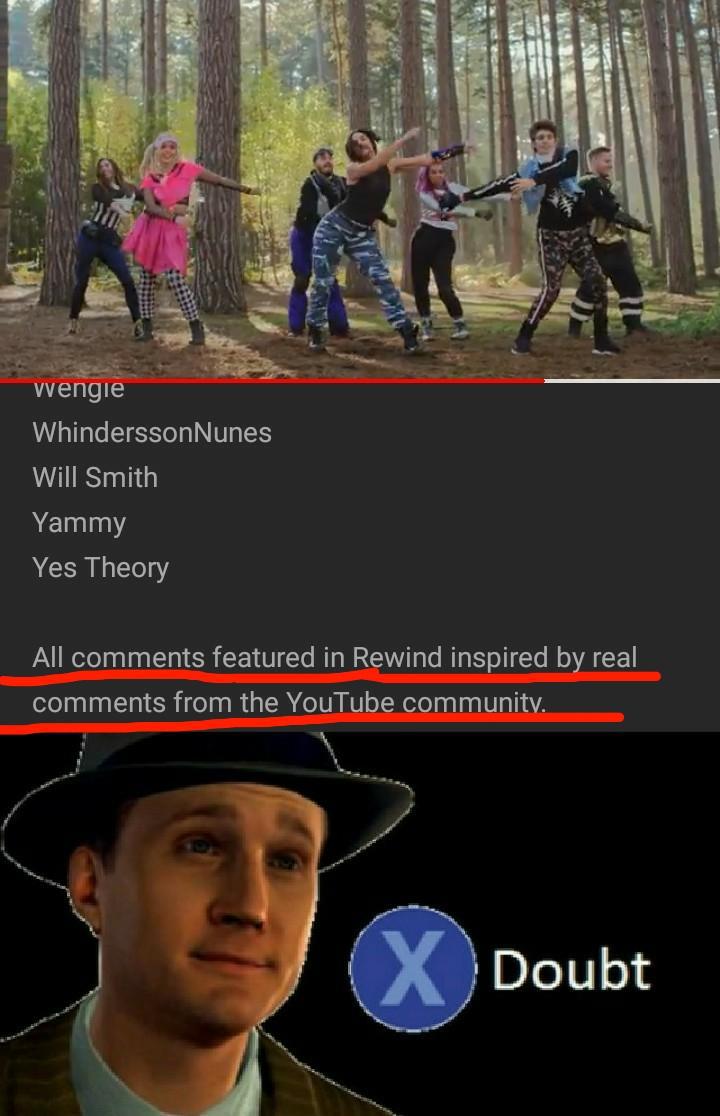 Wengie
WhinderssonNunes
Will Smith
Yammy
Yes Theory
All comments featured in Rewind inspired by real
comments from the YouTube community.
X Doubt